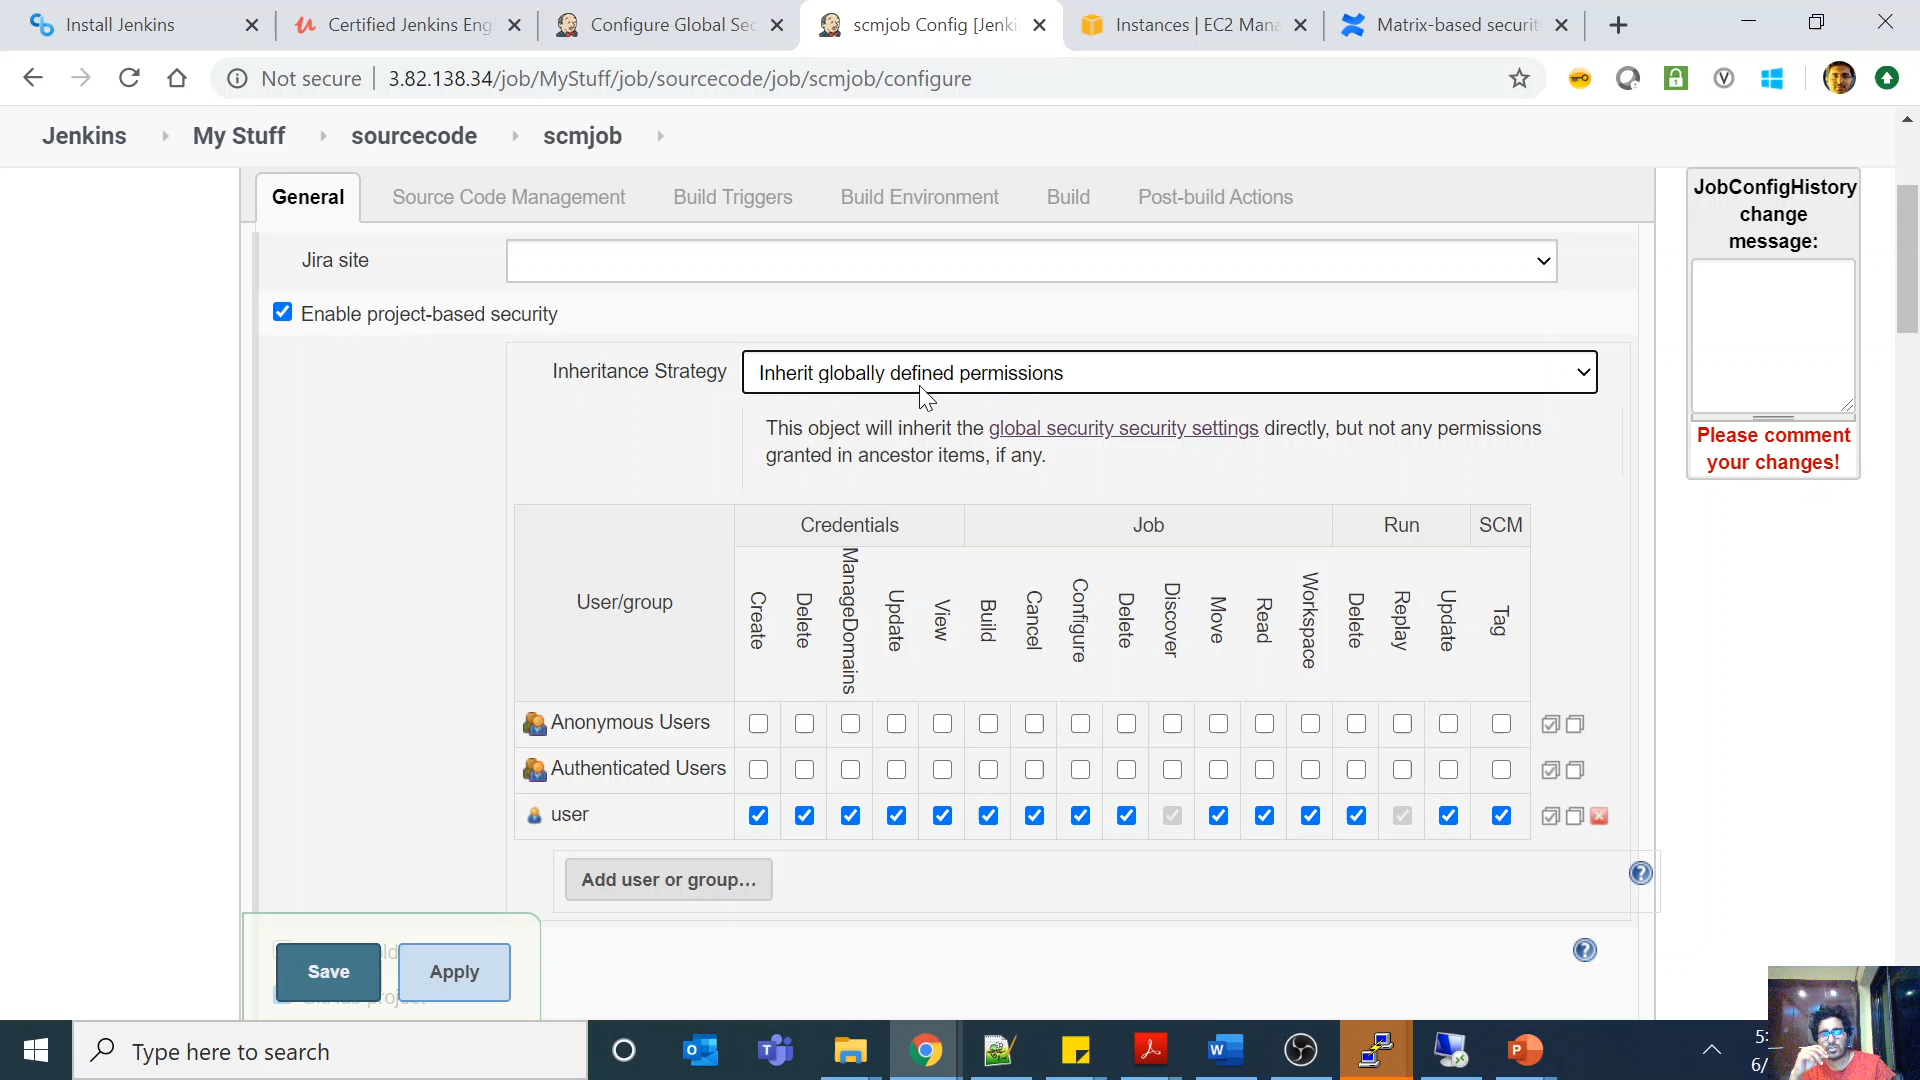 Install Jenkins
Certified Jenkins Eng
Configure Global Sec
scmjob Config [Jenki
Instances | EC2 Mana
Matrix-based securit
Not secure
3.82.138.34/job/MyStuff/job/sourcecode/job/scmjob/configure
Jenkins
My Stuff
sourcecode
scmjob
General
Source Code Management
Build Triggers
Build Environment
Build
Post-build Actions
JobConfigHistory
change
message:
Please comment
your changes!
Jira site
Enable project-based security
Inheritance Strategy
Inherit globally defined permissions
This object will inherit the global security security settings directly, but not any permissions
granted in ancestor items, if any.
User/group
Credentials
Job
Run
SCM
Create
Delete
ManageDomains
Update
View
Build
Cancel
Configure
Delete
Discover
Move
Read
Workspace
Delete
Replay
Update
Tag
Anonymous Users
Authenticated Users
user
Add user or group...
Save
Apply
Type here to search
5:
6/